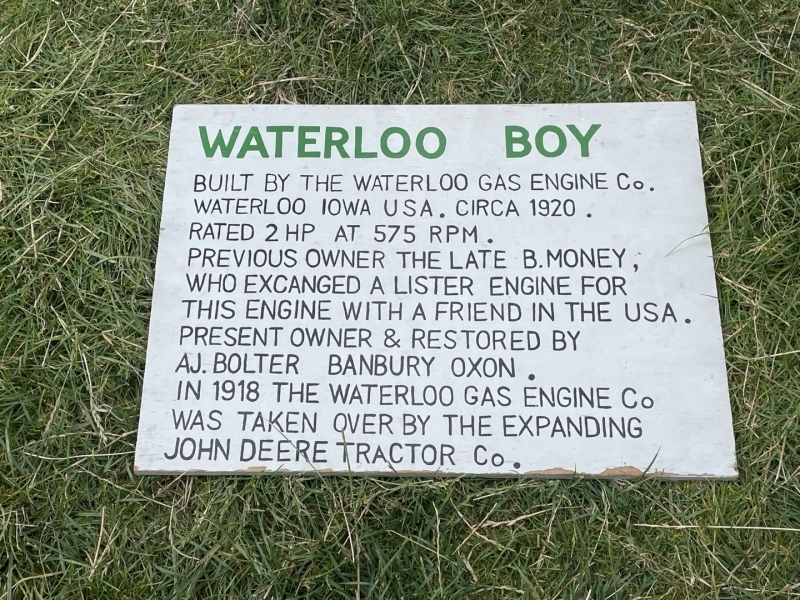 WATERLOO BOY
BUILT BY THE WATERLOO GAS ENGINE Co.
WATERLOO IOWA USA. CIRCA 1920.
RATED 2 HP AT 575 RPM.
PREVIOUS OWNER THE LATE B. MONEY,
WHO EXCANGED A LISTER ENGINE FOR
THIS ENGINE WITH A FRIEND IN THE USA.
PRESENT OWNER & RESTORED BY
A.J. BOLTER BANBURY OXON.
IN 1918 THE WATERLOO GAS ENGINE Co
WAS TAKEN OVER BY THE EXPANDING
JOHN DEERE TRACTOR Co.